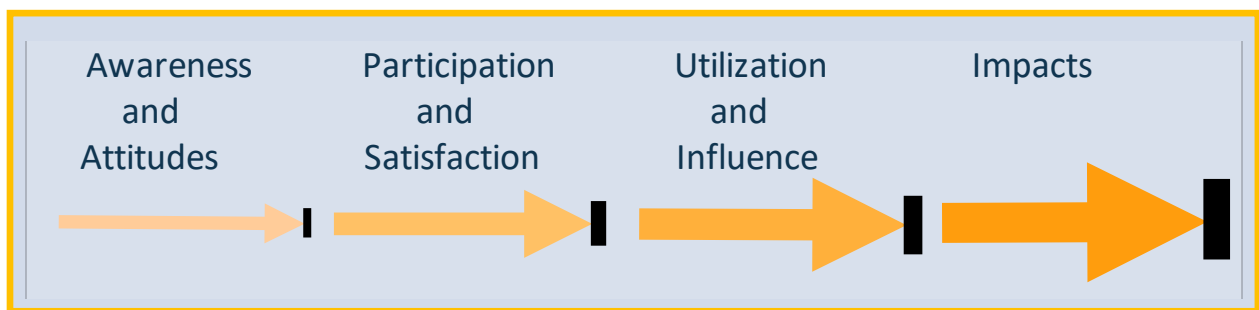 Awareness and Attitudes
Participation and Satisfaction
Utilization and Influence
Impacts